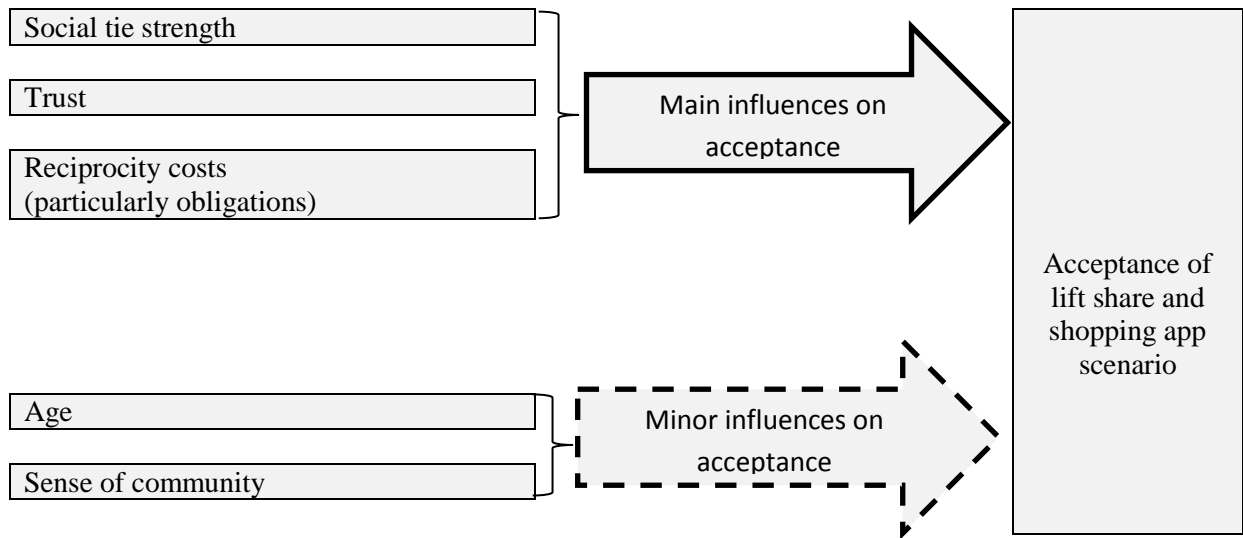 Social tie strength
Trust
Reciprocity costs
(particularly obligations)
Main influences on
acceptance
Age
Sense of community
Minor influences on
acceptance
Acceptance of
lift share and
shopping app
scenario